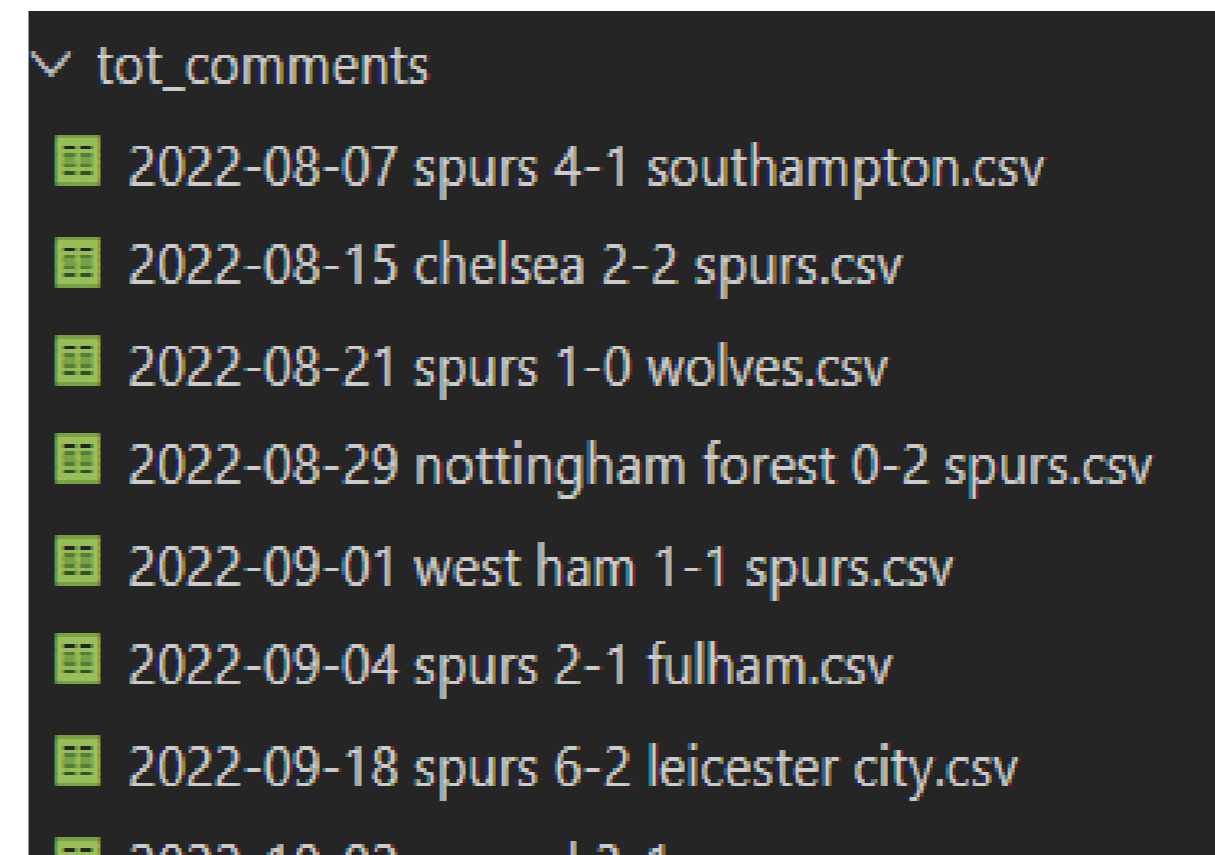 tot_comments
2022-08-07 spurs 4-1 southampton.csv
2022-08-15 chelsea 2-2 spurs.csv
2022-08-21 spurs 1-0 wolves.csv
2022-08-29 nottingham forest 0-2 spurs.csv
2022-09-01 west ham 1-1 spurs.csv
2022-09-04 spurs 2-1 fulham.csv
2022-09-18 spurs 6-2 leicester city.csv